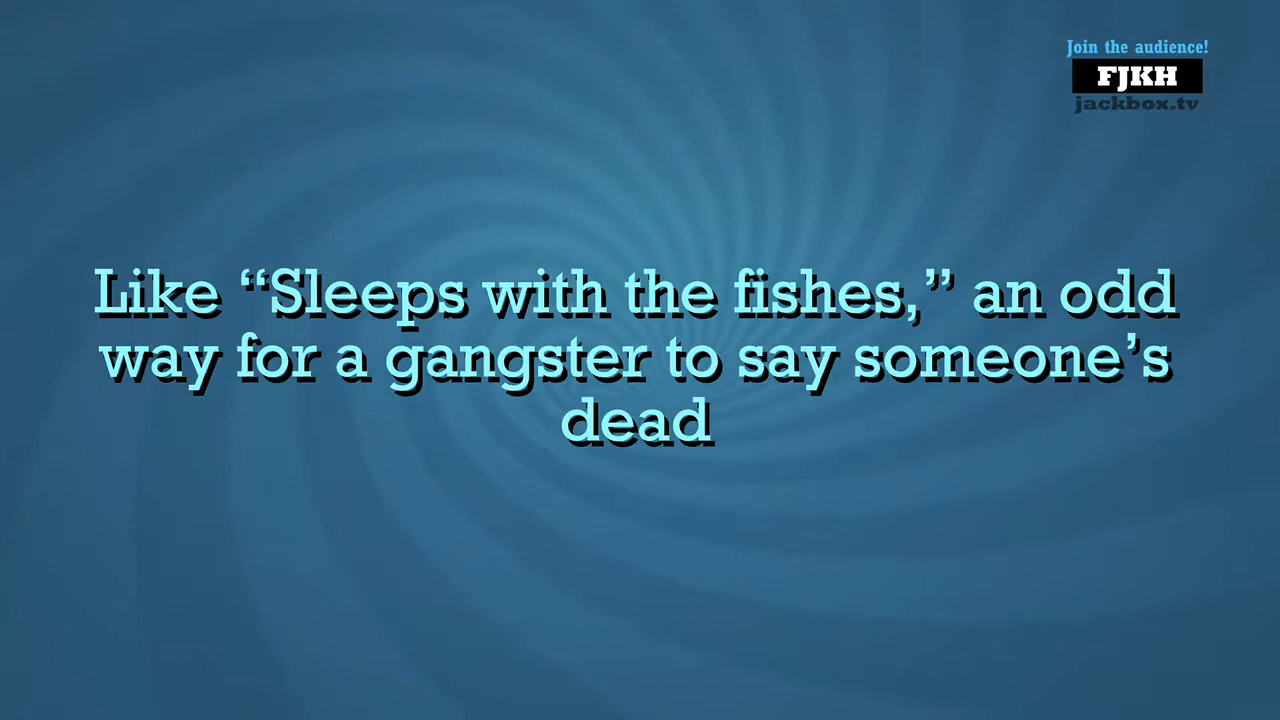 Join the audience!
FJKH
jackbox.tv
Like “Sleeps with the fishes,” an odd
way for a gangster to say someone’s
dead